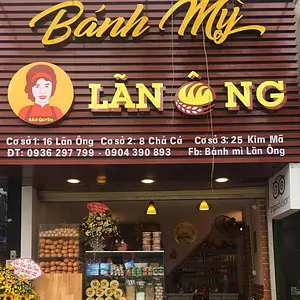 Bánh Mỳ
LÃN ÔNG
BẢO QUYÊN
Cơ sở 1: 16 Lãn Ông Cơ sở 2: 8 Chả Cá Cơ sở 3: 25 Kim Mã
ĐT: 0936 297 799 - 0904 390 893 Fb: Bánh mì Lãn Ông